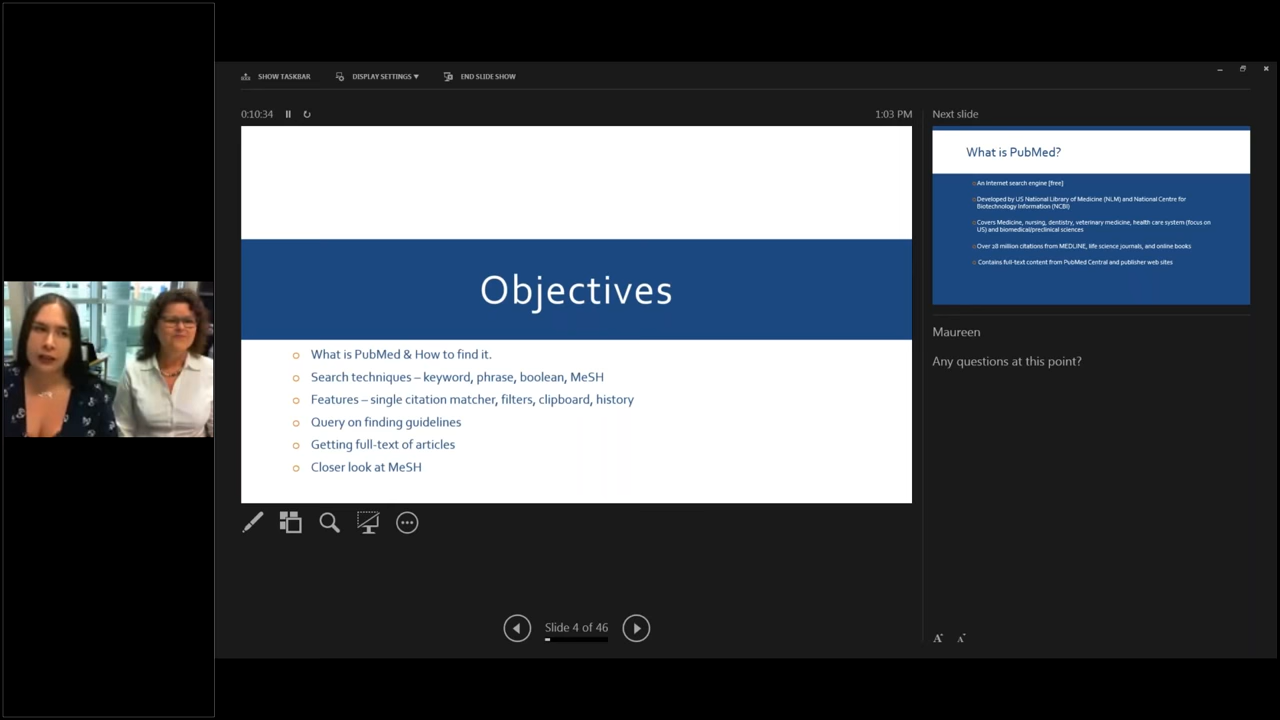 SHOW TASKBAR
DISPLAY SETTINGS ▼
END SLIDE SHOW
0:10:34
1:03 PM
Objectives
What is PubMed & How to find it.
Search techniques – keyword, phrase, boolean, MeSH
Features – single citation matcher, filters, clipboard, history
Query on finding guidelines
Getting full-text of articles
Closer look at MeSH
Slide 4 of 46
Next slide
What is PubMed?
An Internet search engine [free]
Developed by US National Library of Medicine (NLM) and National Centre for
Biotechnology Information (NCBI)
Covers Medicine, nursing, dentistry, veterinary medicine, health care system (focus on
US) and biomedical/preclinical sciences
Over 28 million citations from MEDLINE, life science journals, and online books
Contains full-text content from PubMed Central and publisher web sites
Maureen
Any questions at this point?
A A